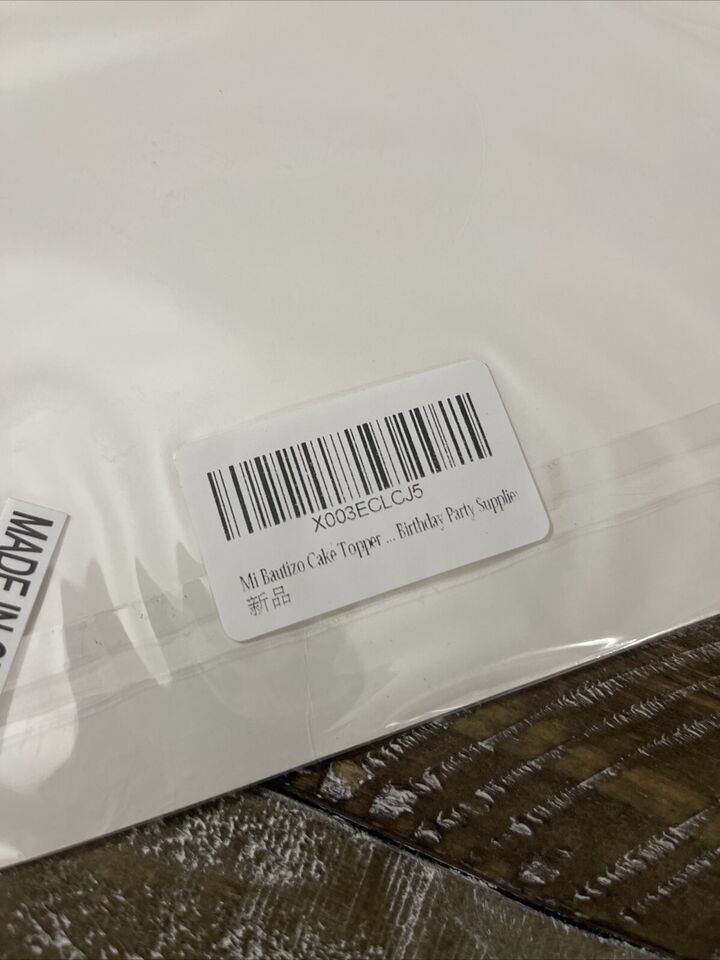 X003ECLCJ5
Mi Bautizo Cake Topper ... Birthday Party Supplie
新品
MADE IN